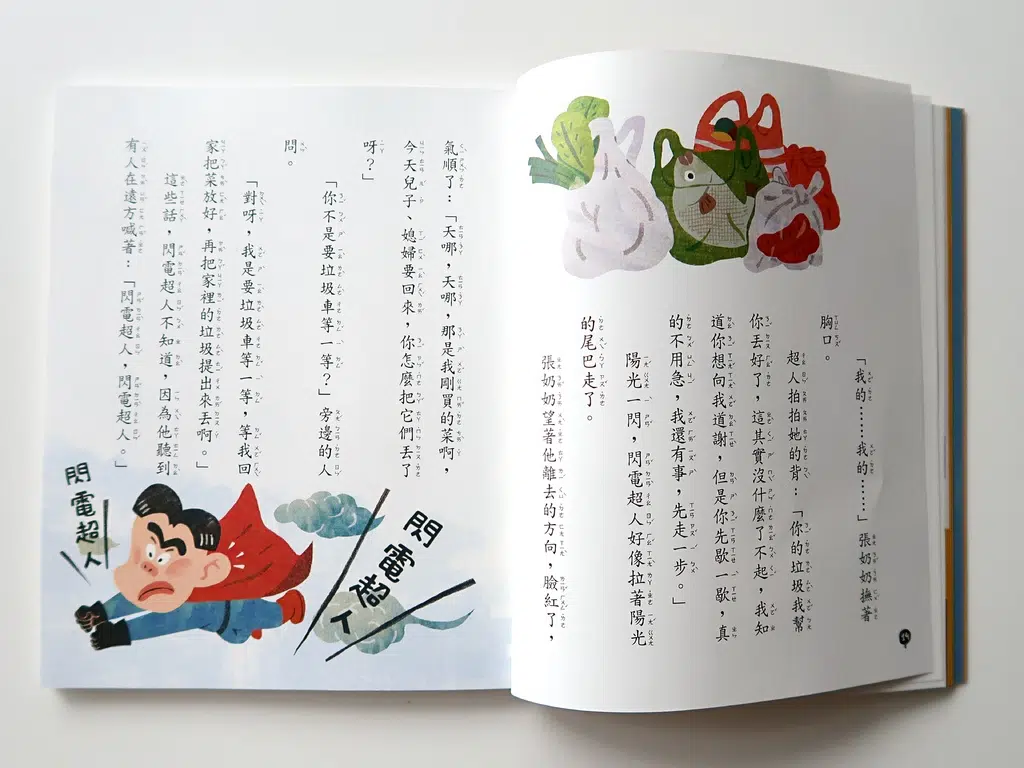 「我的……我的……」張奶奶撫著
胸口。
超人拍拍她的背：「你的垃圾我幫
你丟好了，這其實沒什麼了不起，我知
道你想向我道謝，但是你先歇一歇，真
的不用急，我還有事，先走一步。」
陽光一閃，閃電超人好像拉著陽光
的尾巴走了。
張奶奶望著他離去的方向，臉紅了，
氣順了：「天哪，天哪，那是我剛買的菜啊，
今天兒子、媳婦要回來，你怎麼把它們丟了
呀？」
「你不是要垃圾車等一等？」旁邊的人
問。
「對呀，我是要垃圾車等一等，等我回
家把菜放好，再把家裡的垃圾提出來丟啊。」
這些話，閃電超人不知道，因為他聽到
有人在遠方喊著：「閃電超人，閃電超人。」
閃電超人
閃電超人